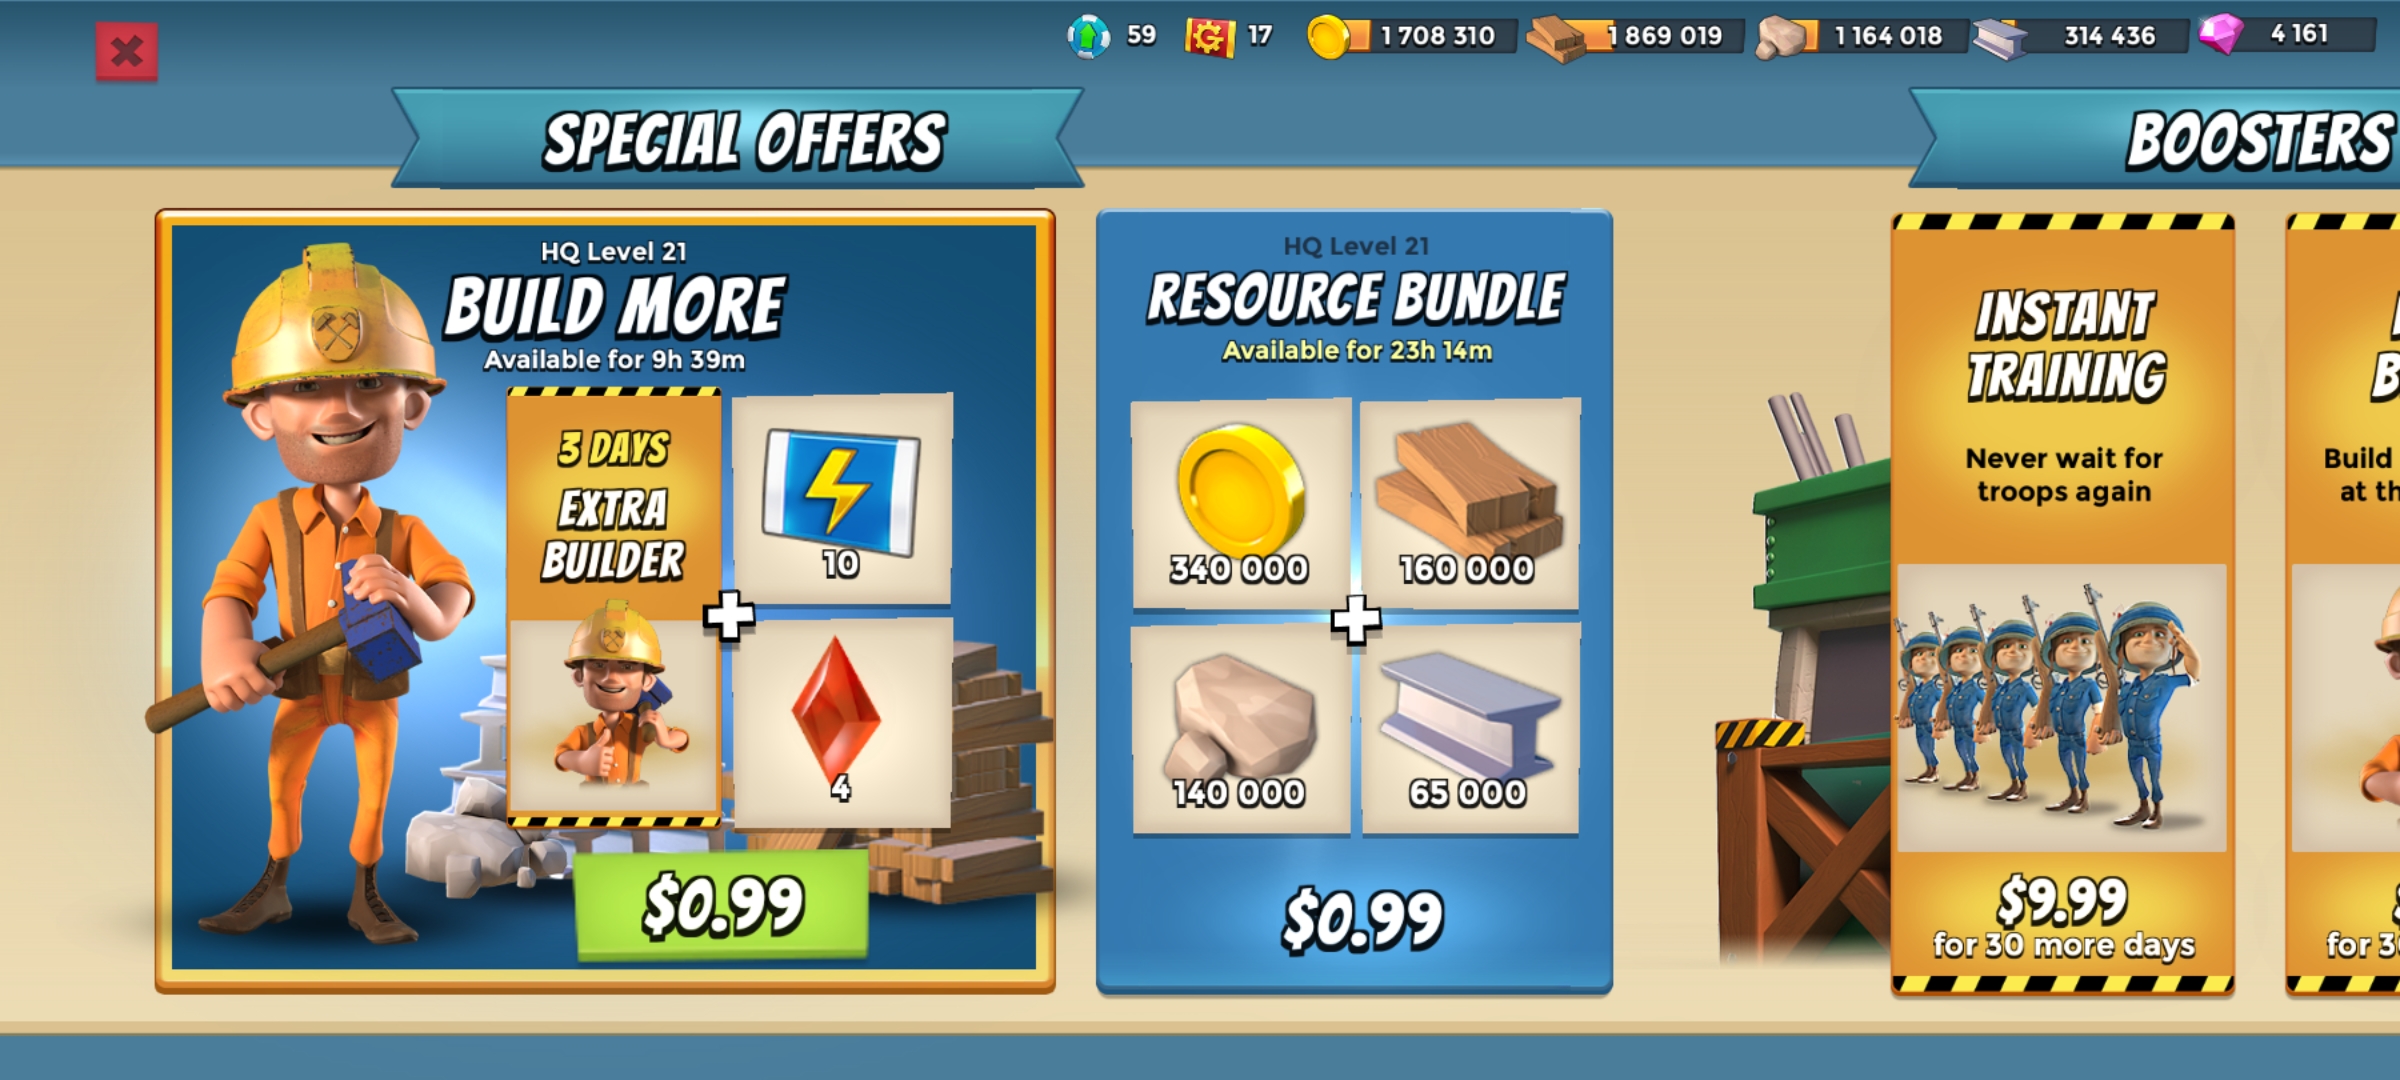 59
17
1 708 310
1 869 019
1 164 018
314 436
4 161
SPECIAL OFFERS
BOOSTERS
HQ Level 21
BUILD MORE
Available for 9h 39m
3 DAYS
EXTRA
BUILDER
10
4
$0.99
HQ Level 21
RESOURCE BUNDLE
Available for 23h 14m
340 000
160 000
140 000
65 000
$0.99
INSTANT
TRAINING
Never wait for
troops again
$9.99
for 30 more days
Build
at
for